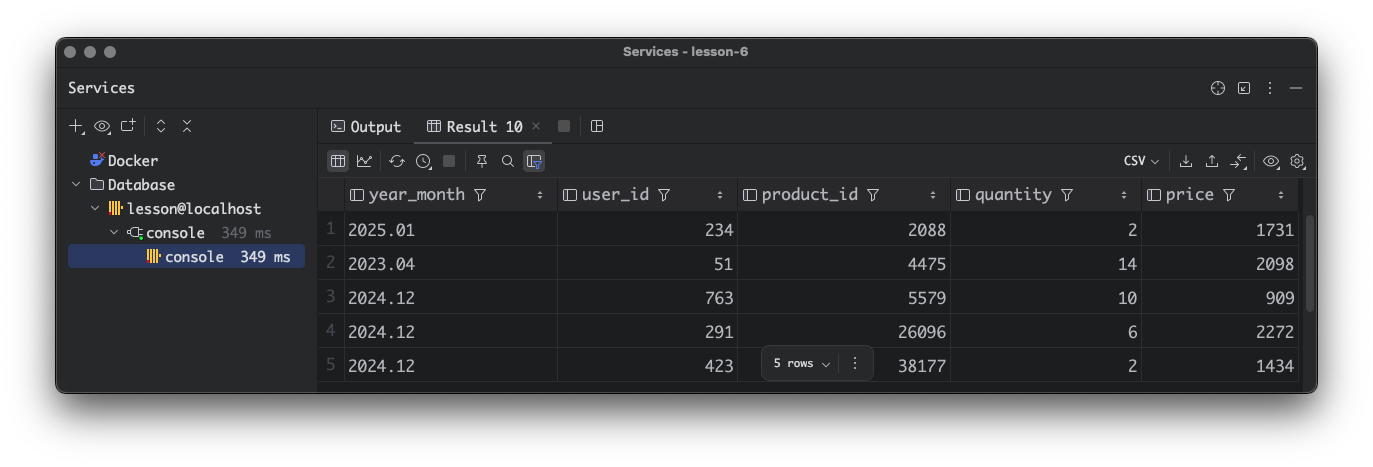 Services - lesson-6
Services
Docker
Database
lesson@localhost
console 349 ms
console 349 ms
Output Result 10
CSV
year_month user_id product_id quantity price
1 2025.01 234 2088 2 1731
2 2023.04 51 4475 14 2098
3 2024.12 763 5579 10 909
4 2024.12 291 26096 6 2272
5 2024.12 423 38177 2 1434
5 rows